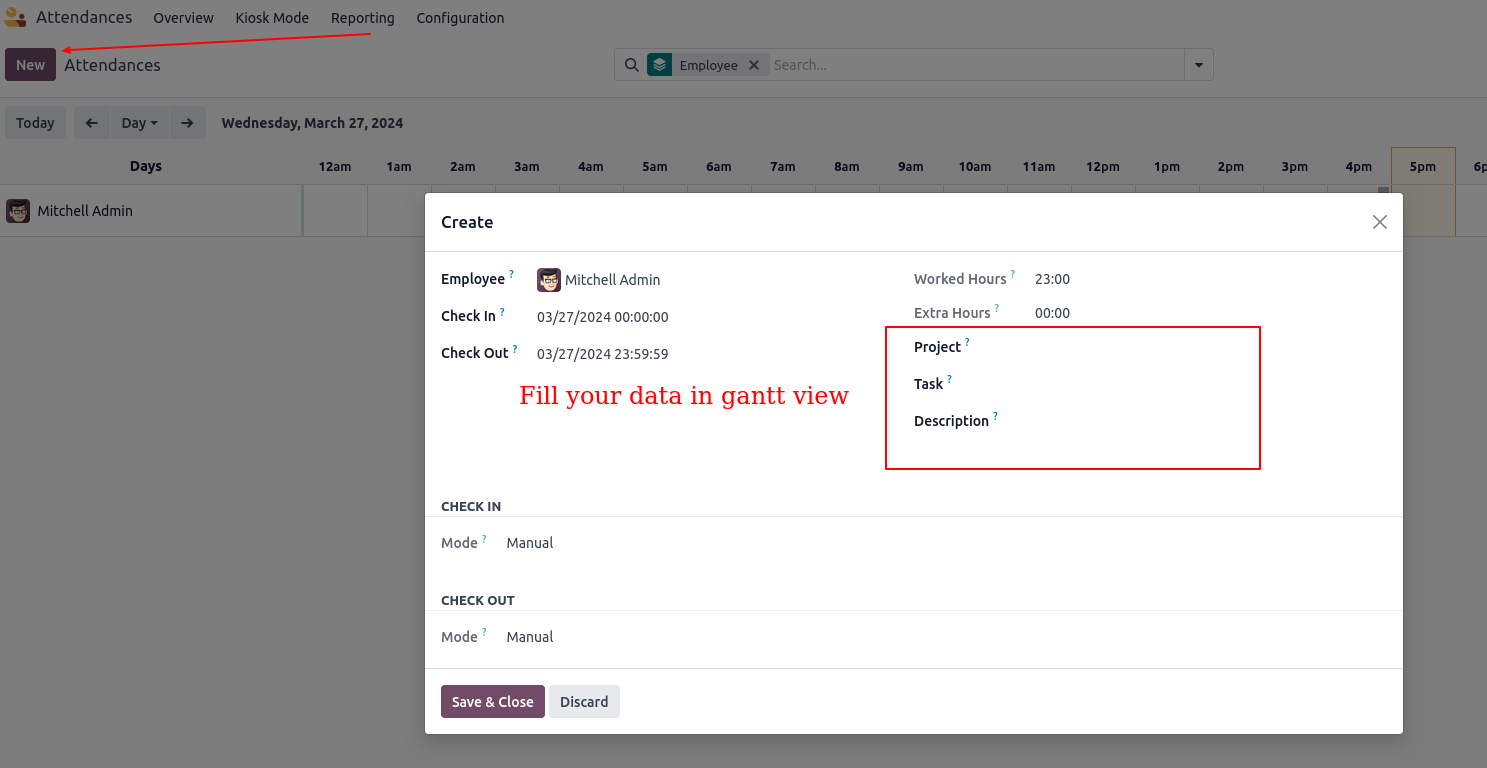 Attendances Overview Kiosk Mode Reporting Configuration
New Attendances Employee Search...
Today Day Wednesday, March 27, 2024
Days 12am 1am 2am 3am 4am 5am 6am 7am 8am 9am 10am 11am 12pm 1pm 2pm 3pm 4pm 5pm 6p
Mitchell Admin
Create
Employee ? Mitchell Admin Worked Hours ? 23:00
Check In ? 03/27/2024 00:00:00 Extra Hours ? 00:00
Check Out ? 03/27/2024 23:59:59 Project ?
Task ?
Fill your data in gantt view
Description ?
CHECK IN
Mode ? Manual
CHECK OUT
Mode ? Manual
Save & Close Discard